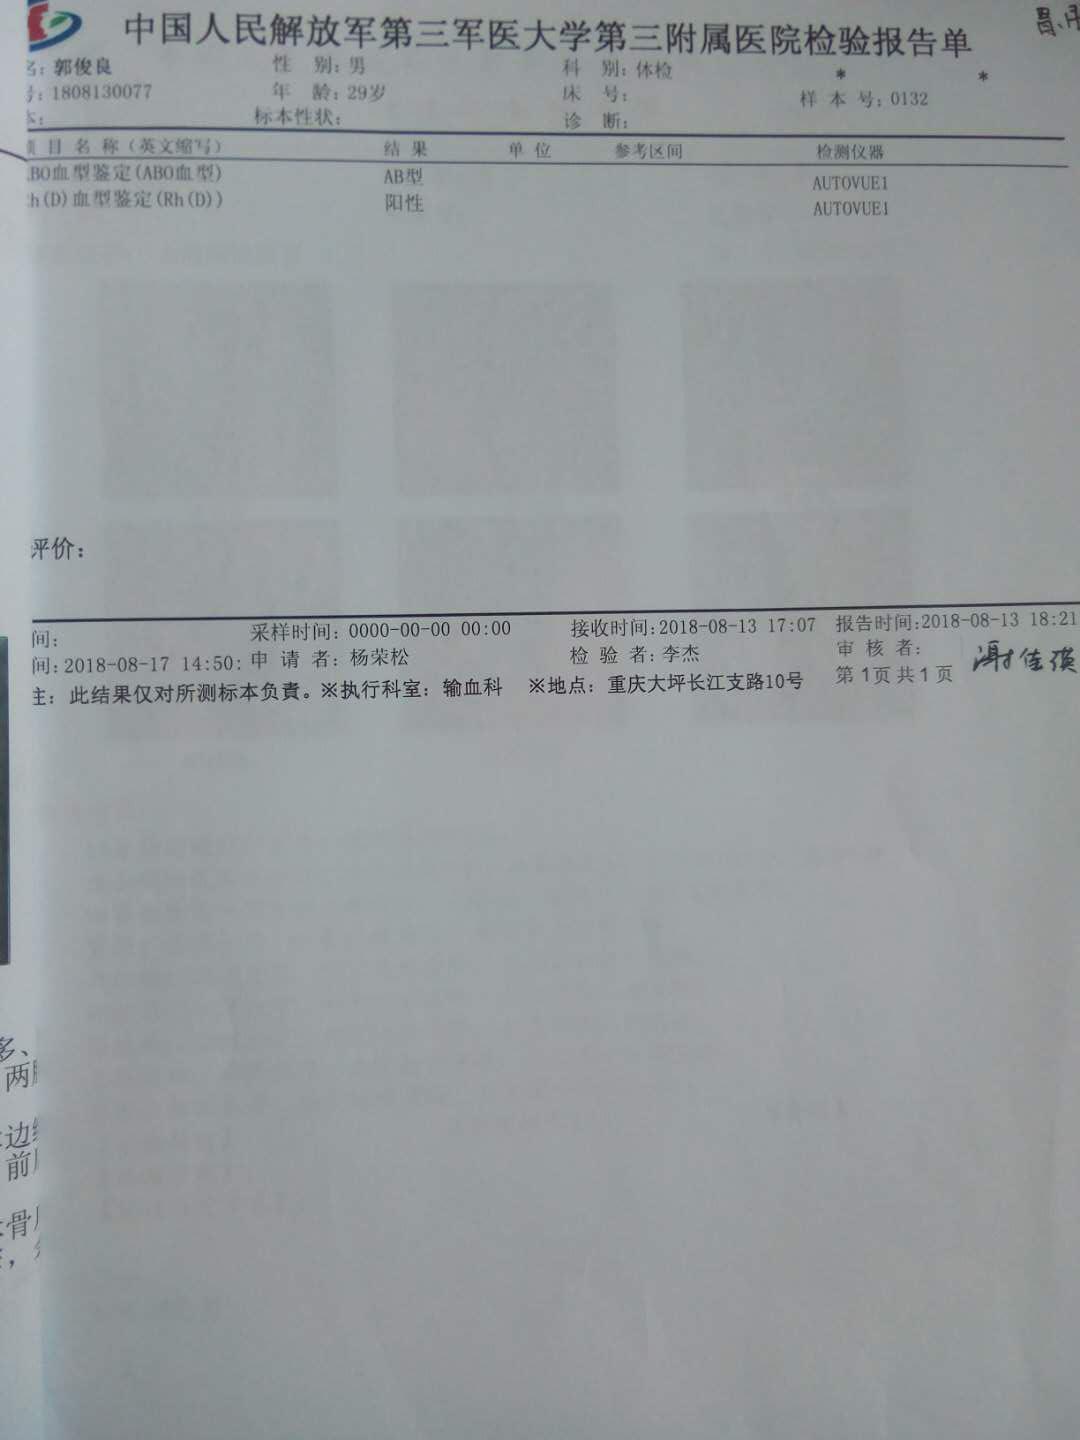 中国人民解放军第三军医大学第三附属医院检验报告单
名：郭俊良 性 别：男 科 别：体检 * *
号：1808130077 年 龄：29岁 床 号： 样 本 号：0132
本： 标本性状： 诊 断：
项 目 名 称（英文缩写） 结 果 单 位 参考区间 检测仪器
ABO血型鉴定(ABO血型) AB型 AUTOVUE1
Rh(D)血型鉴定(Rh(D)) 阳性 AUTOVUE1
评价：
间： 采样时间：0000-00-00 00:00 接收时间:2018-08-13 17:07 报告时间:2018-08-13 18:21
间:2018-08-17 14:50: 申 请 者：杨荣松 检 验 者:李杰 审 核 者：
主：此结果仅对所测标本负責。※执行科室：输血科 ※地点：重庆大坪长江支路10号 第1页 共1 页
多、
两
边
前
骨